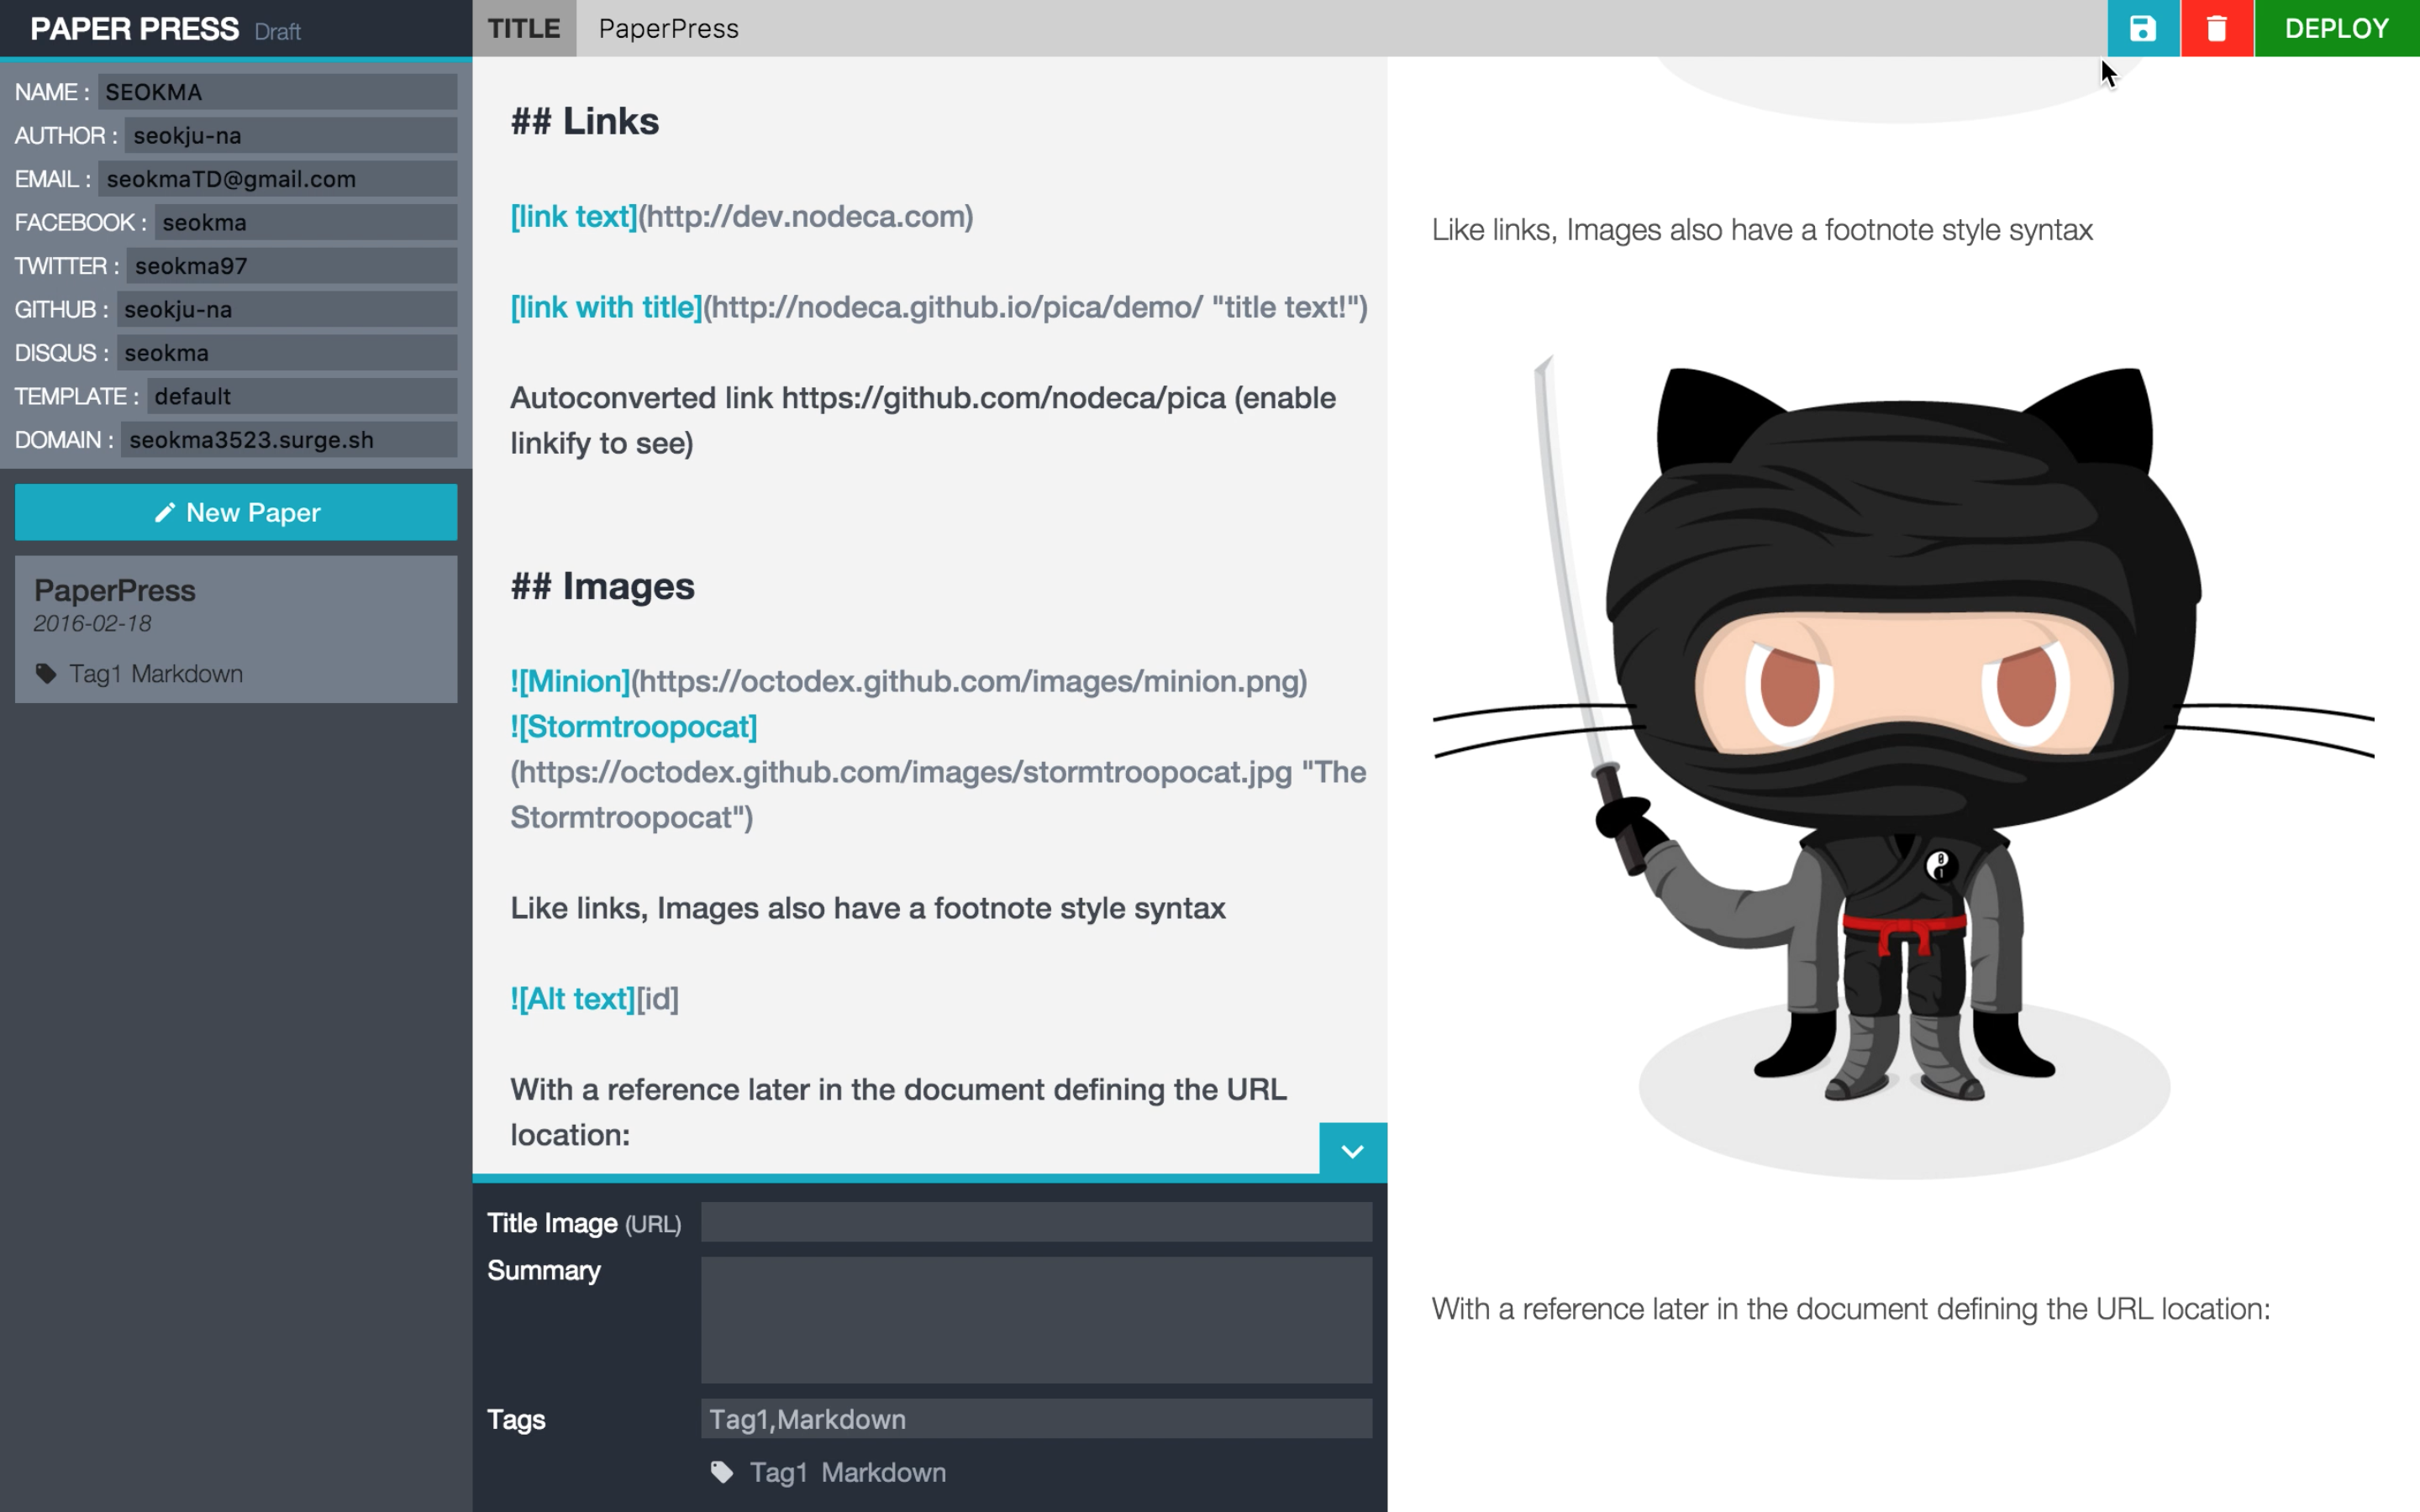 PAPER PRESS Draft
NAME : SEOKMA
AUTHOR : seokju-na
EMAIL : seokmaTD@gmail.com
FACEBOOK : seokma
TWITTER : seokma97
GITHUB : seokju-na
DISQUS : seokma
TEMPLATE : default
DOMAIN : seokma3523.surge.sh
New Paper
PaperPress
2016-02-18
Tag1 Markdown
TITLE PaperPress
DEPLOY
## Links
[link text](http://dev.nodeca.com)
[link with title](http://nodeca.github.io/pica/demo/ "title text!")
Autoconverted link https://github.com/nodeca/pica (enable
linkify to see)
## Images
![Minion](https://octodex.github.com/images/minion.png)
![Stormtroopocat]
(https://octodex.github.com/images/stormtroopocat.jpg "The
Stormtroopocat")
Like links, Images also have a footnote style syntax
![Alt text][id]
With a reference later in the document defining the URL
location:
Title Image (URL)
Summary
Tags Tag1,Markdown
Tag1 Markdown
Like links, Images also have a footnote style syntax
With a reference later in the document defining the URL location: